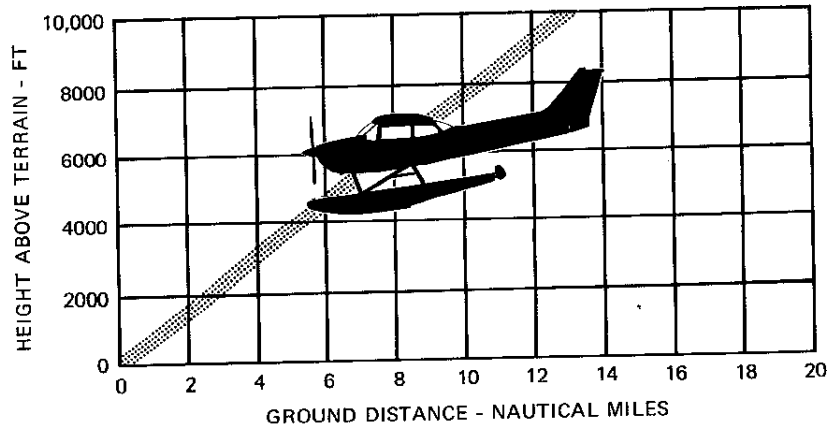 HEIGHT ABOVE TERRAIN - FT
10,000
8000
6000
4000
2000
0
0 2 4 6 8 10 12 14 16 18 20
GROUND DISTANCE - NAUTICAL MILES